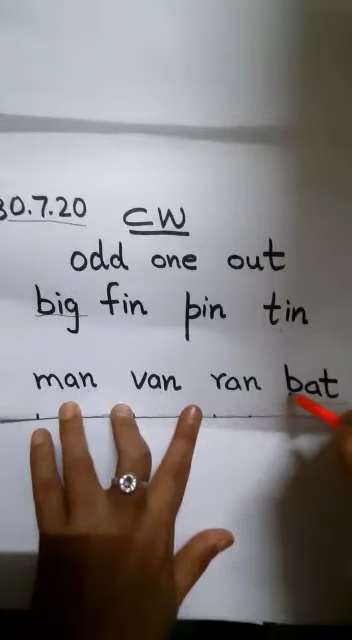 30.7.20 CW
odd one out
big fin pin tin
man van ran bat